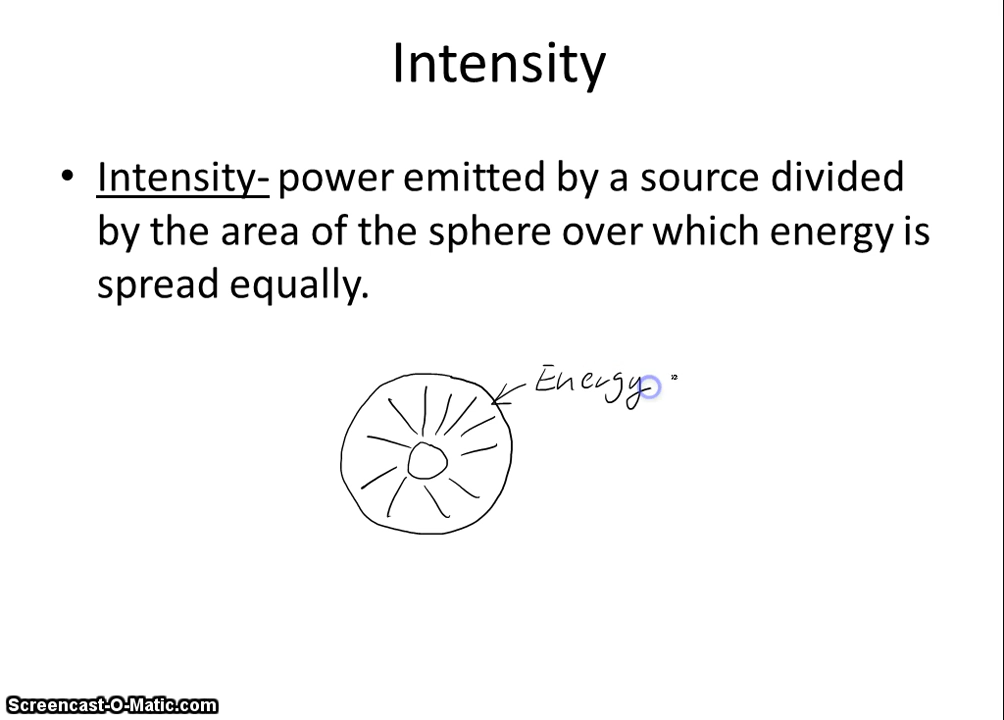 Intensity
• Intensity- power emitted by a source divided
by the area of the sphere over which energy is
spread equally.
Energy
Screencast-O-Matic.com